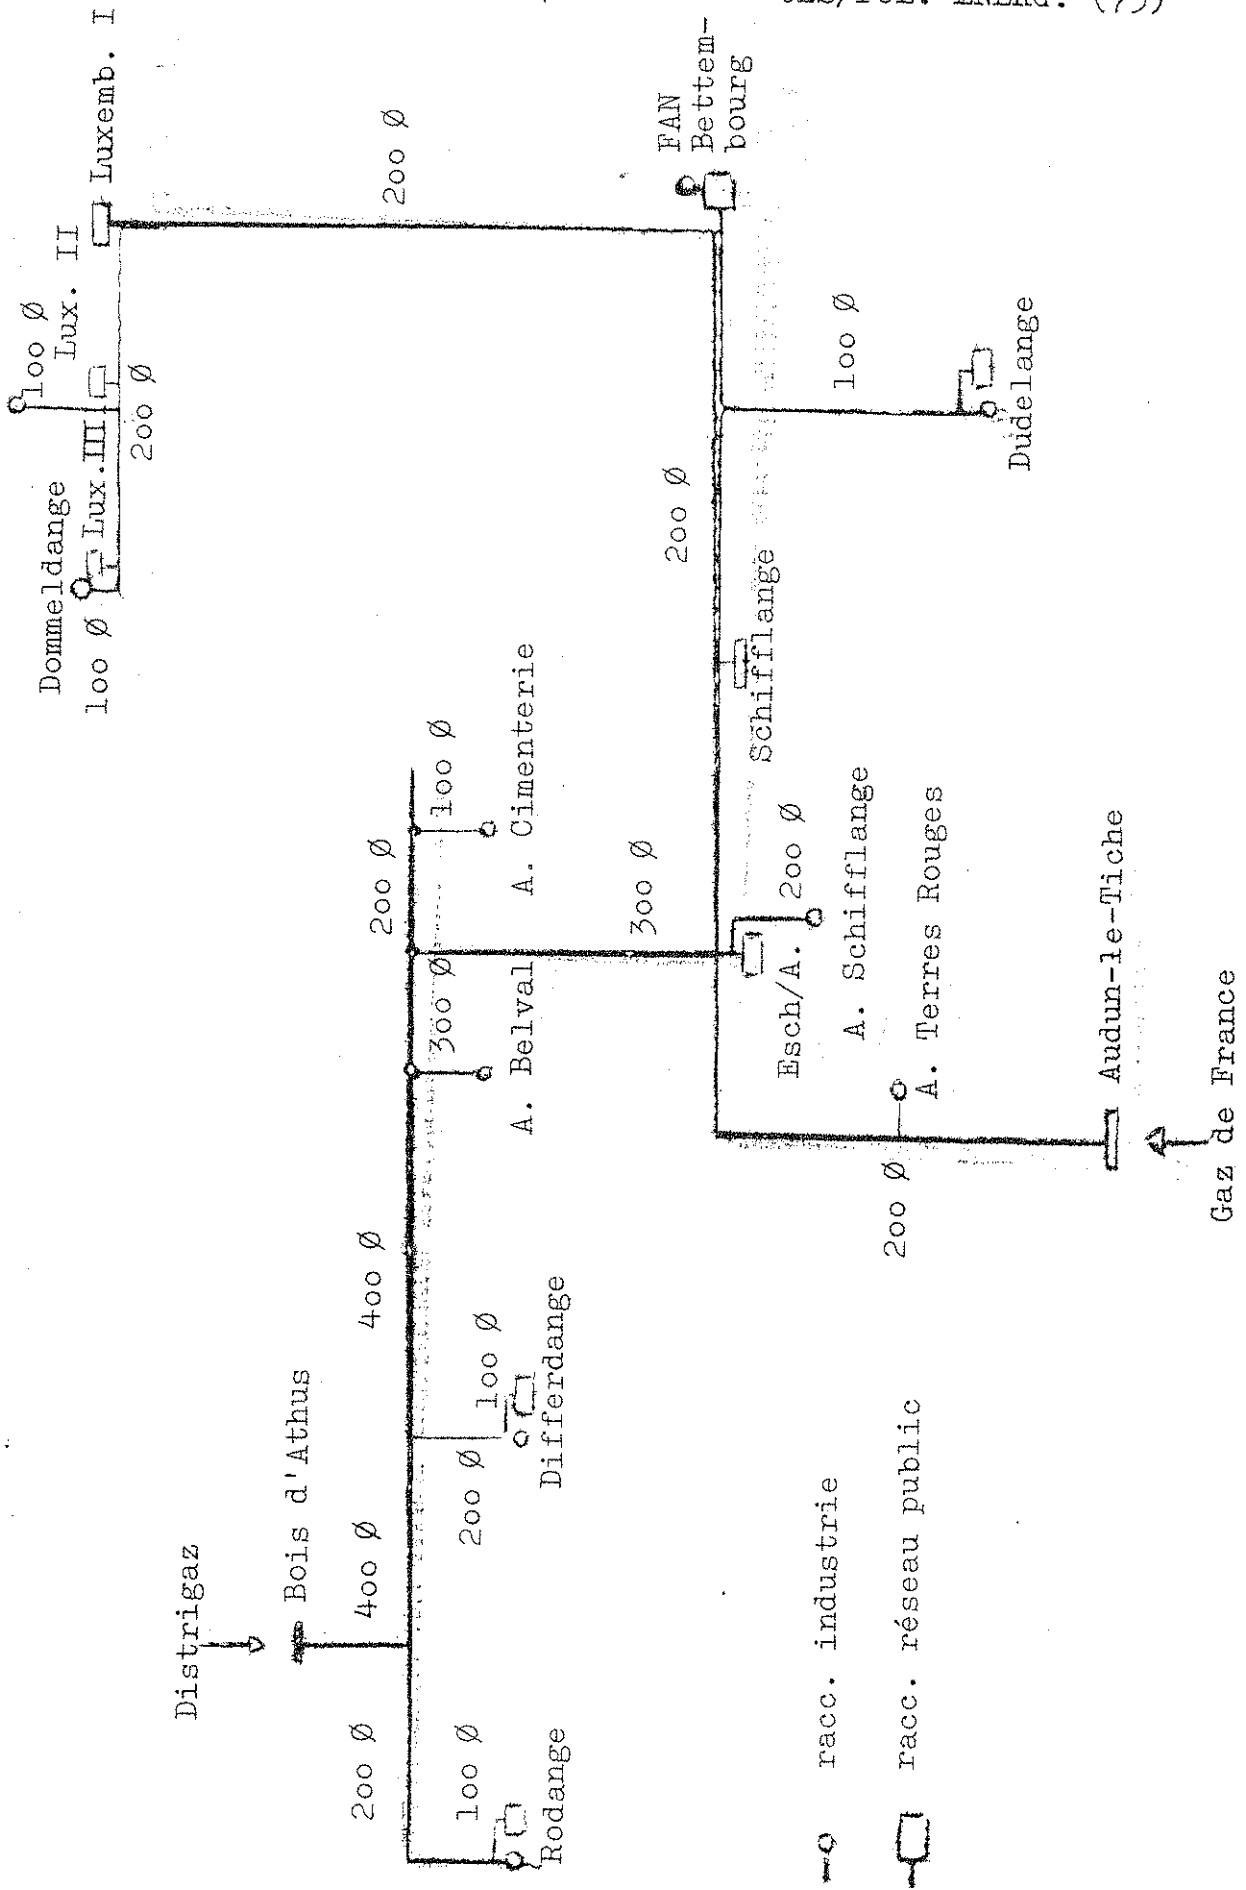 Distrigaz
Bois d'Athus
200 Ø
400 Ø
400 Ø
200 Ø
100 Ø
Rodange
200 Ø
100 Ø
Differdange
300 Ø
A. Belval
100 Ø
A. Cimenterie
300 Ø
Dommeldange
100 Ø
Lux.III
100 Ø
Lux. II
200 Ø
Luxemb. I
200 Ø
FAN
Bettem-
bourg
200 Ø
100 Ø
Dudelange
Schifflange
Esch/A.
200 Ø
A. Schifflange
A. Terres Rouges
200 Ø
Audun-le-Tiche
Gaz de France
racc. industrie
racc. réseau public